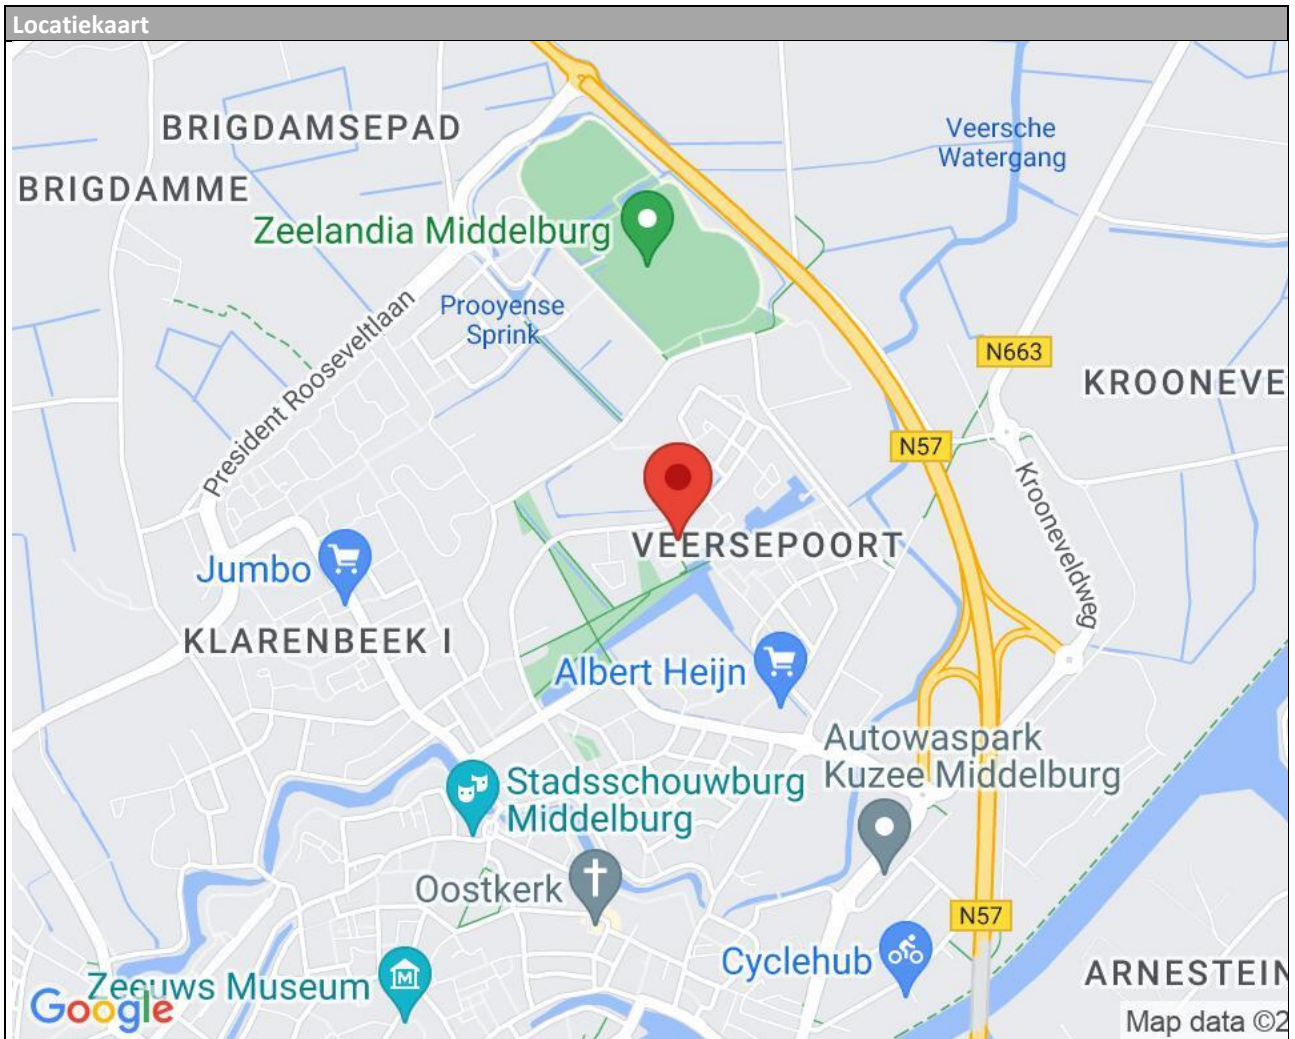 Locatiekaart
BRIGDAMSEPAD
Veersche
Watergang
BRIGDAMME
Zeelandia Middelburg
President Rooseveltlaan
Prooyense
Sprink
N663
KROONEVE
N57
Krooneveldweg
VEERSEPOORT
Jumbo
KLARENBEEK I
Albert Heijn
Autowaspark
Kuzee Middelburg
Stadsschouwburg
Middelburg
Oostkerk
N57
Cyclehub
ARNESTEIN
Zeeuws Museum
Google
Map data ©2